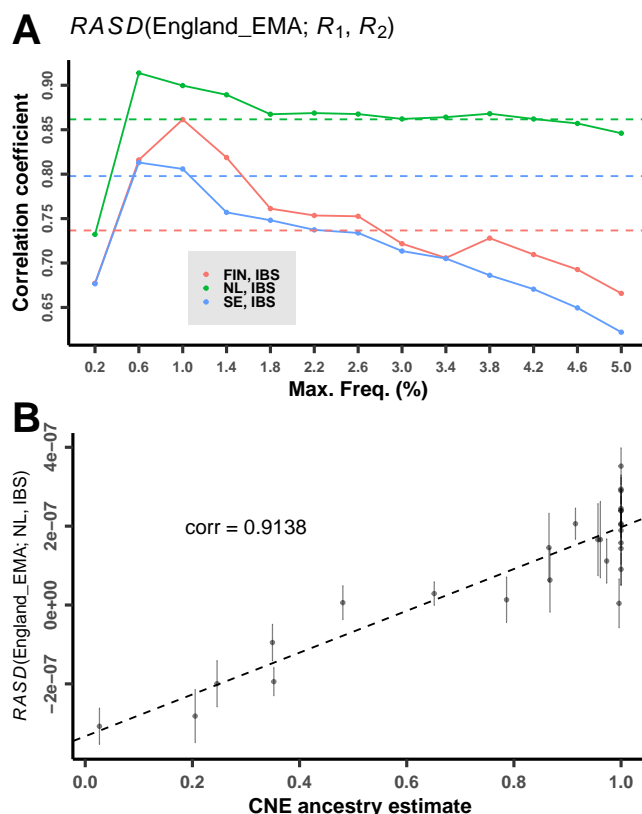 A
RASD(England_EMA; R1, R2)
Correlation coefficient
0.90
0.85
0.80
0.75
0.70
0.65
FIN, IBS
NL, IBS
SE, IBS
0.2 0.6 1.0 1.4 1.8 2.2 2.6 3.0 3.4 3.8 4.2 4.6 5.0
Max. Freq. (%)
B
RASD(England_EMA; NL, IBS)
4e-07
2e-07
0e+00
−2e-07
corr = 0.9138
0.0 0.2 0.4 0.6 0.8 1.0
CNE ancestry estimate